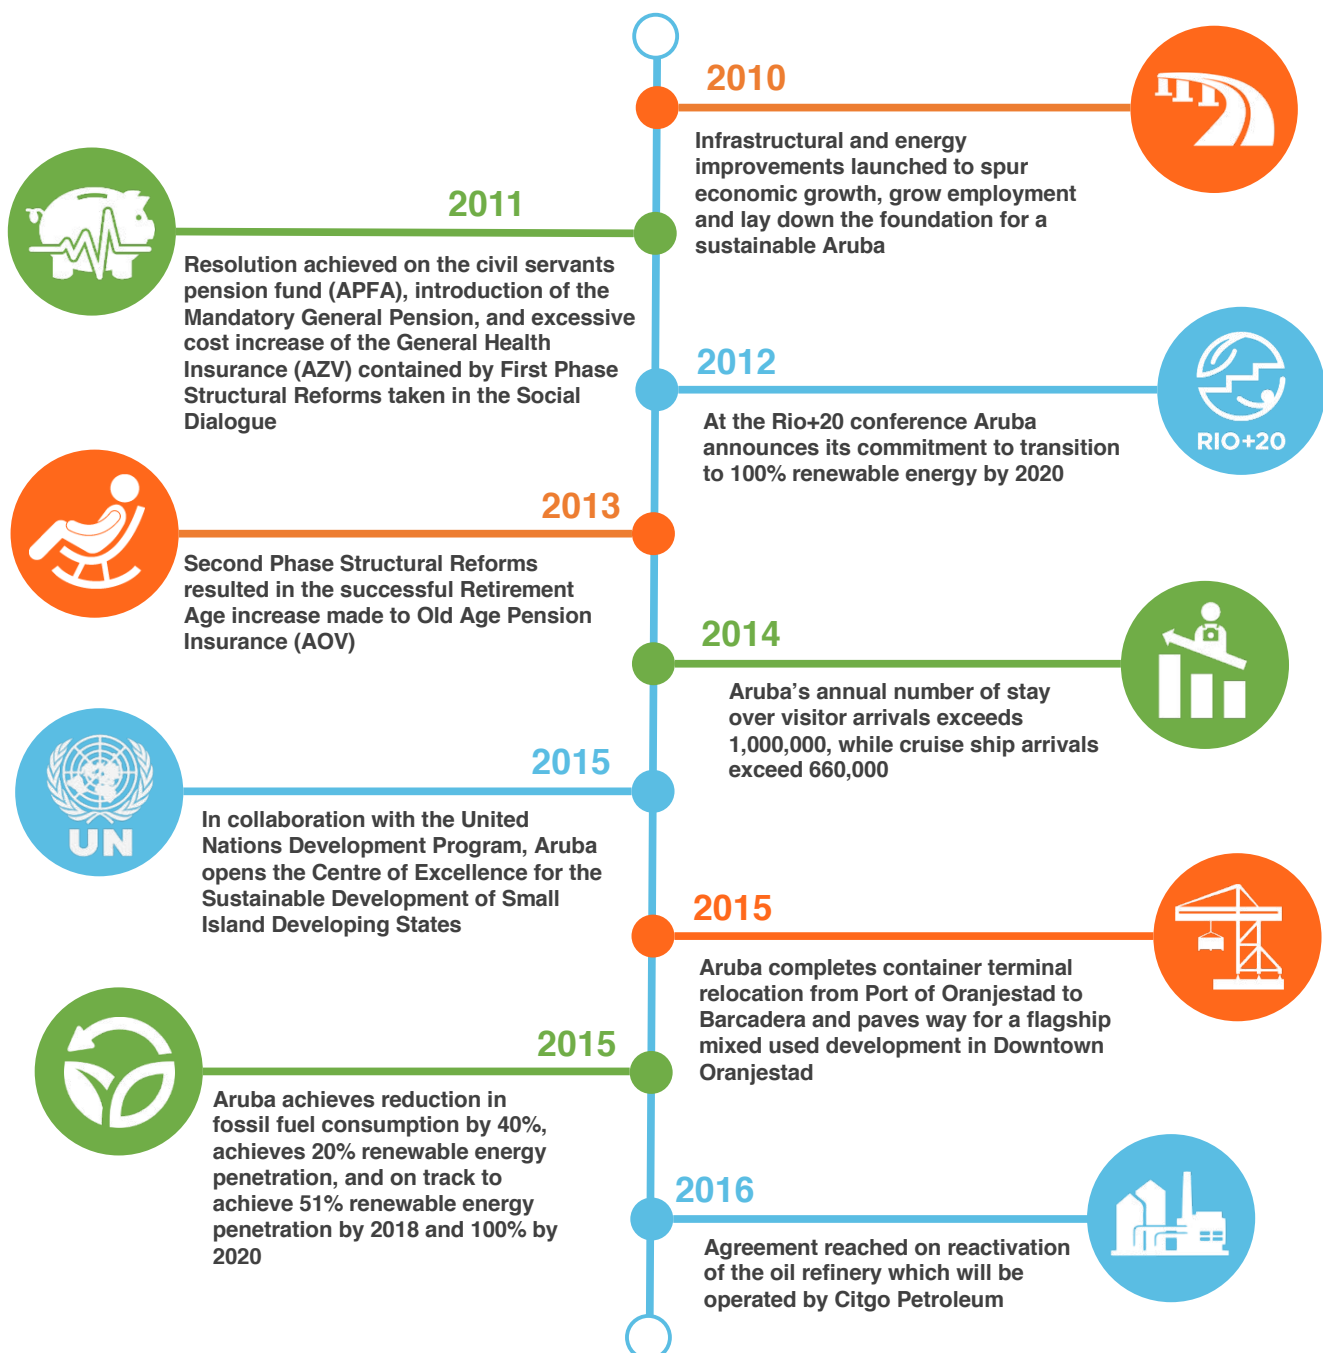 2010
Infrastructural and energy
improvements launched to spur
economic growth, grow employment
and lay down the foundation for a
sustainable Aruba
2011
Resolution achieved on the civil servants
pension fund (APFA), introduction of the
Mandatory General Pension, and excessive
cost increase of the General Health
Insurance (AZV) contained by First Phase
Structural Reforms taken in the Social
Dialogue
2012
At the Rio+20 conference Aruba
announces its commitment to transition
to 100% renewable energy by 2020
RIO+20
2013
Second Phase Structural Reforms
resulted in the successful Retirement
Age increase made to Old Age Pension
Insurance (AOV)
2014
Aruba’s annual number of stay
over visitor arrivals exceeds
1,000,000, while cruise ship arrivals
exceed 660,000
2015
UN
In collaboration with the United
Nations Development Program, Aruba
opens the Centre of Excellence for the
Sustainable Development of Small
Island Developing States
2015
Aruba completes container terminal
relocation from Port of Oranjestad to
Barcadera and paves way for a flagship
mixed used development in Downtown
Oranjestad
2015
Aruba achieves reduction in
fossil fuel consumption by 40%,
achieves 20% renewable energy
penetration, and on track to
achieve 51% renewable energy
penetration by 2018 and 100% by
2020
2016
Agreement reached on reactivation
of the oil refinery which will be
operated by Citgo Petroleum